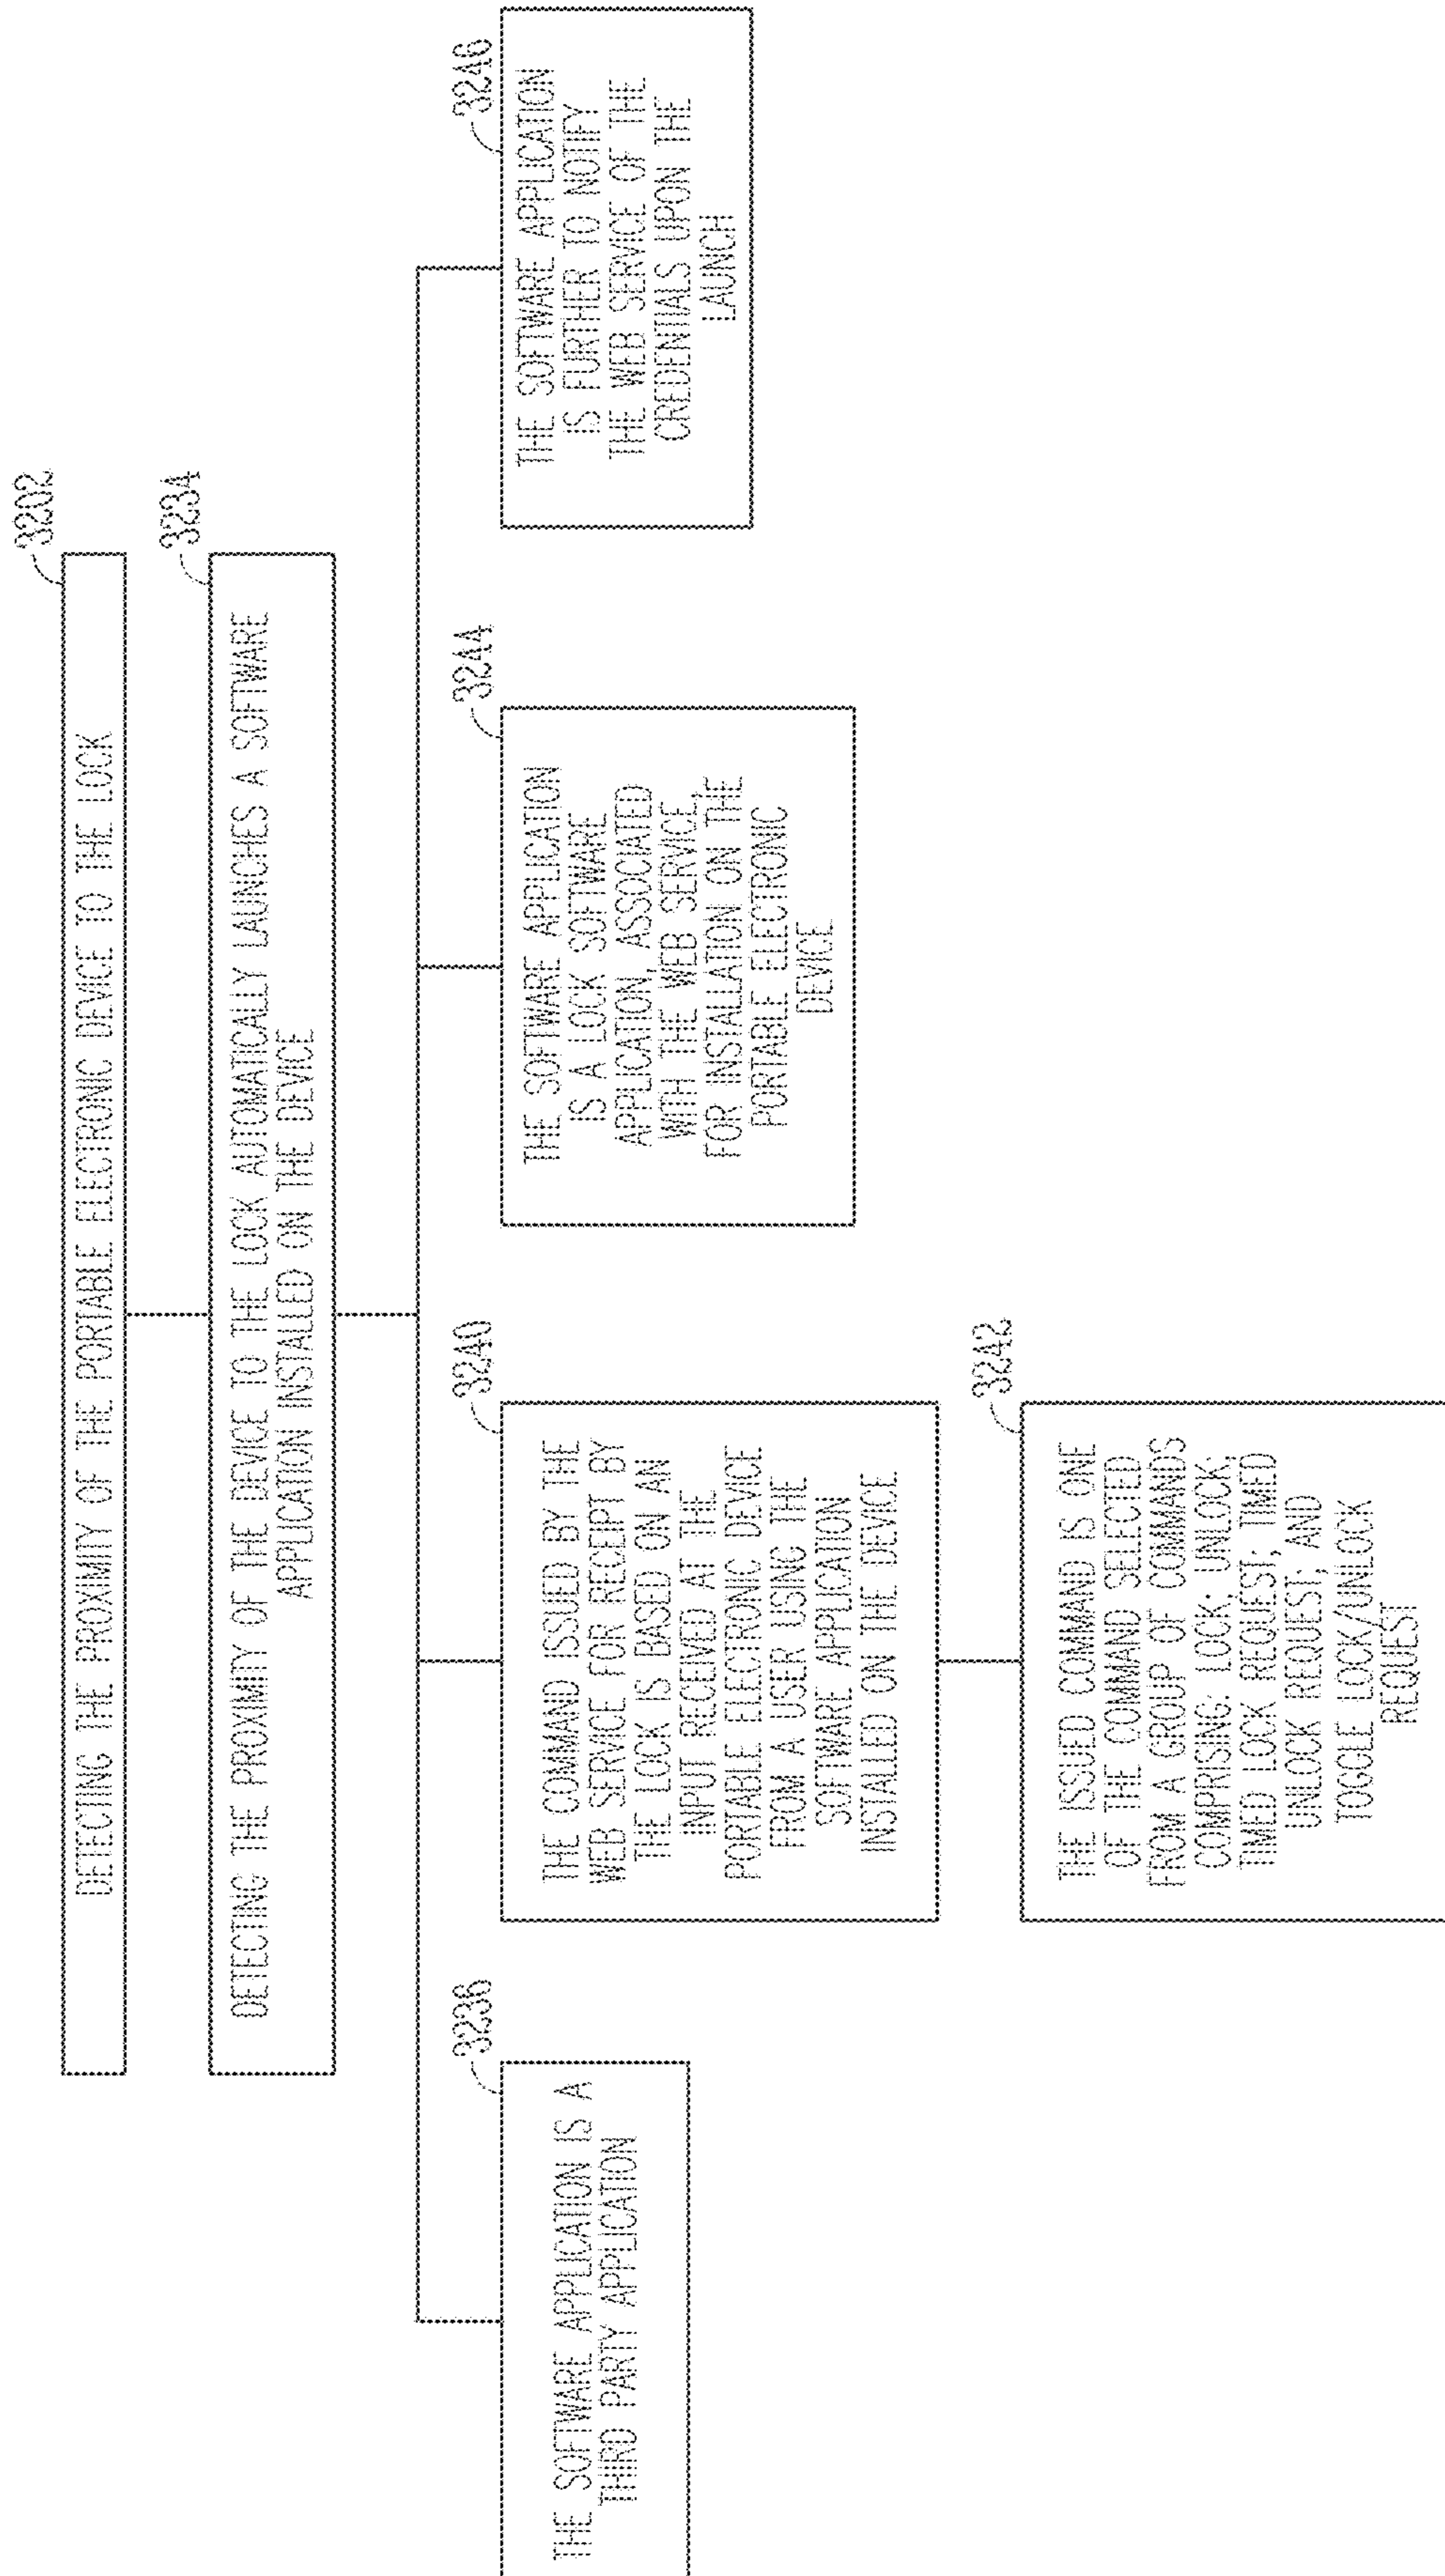 3202
DETECTING THE PROXIMITY OF THE PORTABLE ELECTRONIC DEVICE TO THE LOCK
3234
DETECTING THE PROXIMITY OF THE DEVICE TO THE LOCK AUTOMATICALLY LAUNCHES A SOFTWARE
APPLICATION INSTALLED ON THE DEVICE
3236
THE SOFTWARE APPLICATION IS A
THIRD PARTY APPLICATION
3240
THE COMMAND ISSUED BY THE
WEB SERVICE FOR RECEIPT BY
THE LOCK IS BASED ON AN
INPUT RECEIVED AT THE
PORTABLE ELECTRONIC DEVICE
FROM A USER USING THE
SOFTWARE APPLICATION
INSTALLED ON THE DEVICE
3242
THE ISSUED COMMAND IS ONE
OF THE COMMAND SELECTED
FROM A GROUP OF COMMANDS
COMPRISING: LOCK; UNLOCK;
TIMED LOCK REQUEST; TIMED
UNLOCK REQUEST; AND
TOGGLE LOCK/UNLOCK
REQUEST
3244
THE SOFTWARE APPLICATION
IS A LOCK SOFTWARE
APPLICATION, ASSOCIATED
WITH THE WEB SERVICE,
FOR INSTALLATION ON THE
PORTABLE ELECTRONIC
DEVICE
3246
THE SOFTWARE APPLICATION
IS FURTHER TO NOTIFY
THE WEB SERVICE OF THE
CREDENTIALS UPON THE
LAUNCH